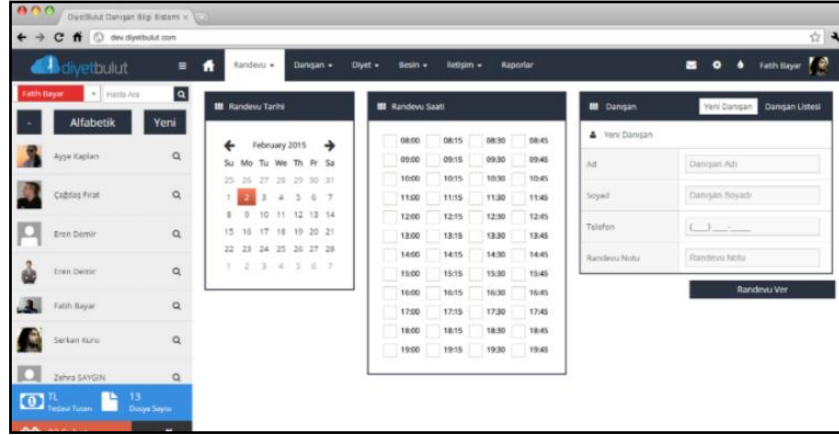 DiyetBulut Danışan Bilgi Sistemi
dev.diyetbulut.com
diyetbulut
Randevu
Danışan
Diyet
Besin
İletişim
Raporlar
Fatih Bayar
Fatih Bayar
Hasta Ara
-
Alfabetik
Yeni
Ayşe Kaplan
Çağdaş Fırat
Eren Demir
Eren Demir
Fatih Bayar
Serkan Kuru
Zehra SAYGIN
TL
Tedavi Tutarı
13
Dosya Sayısı
Randevu Tarihi
February 2015
Su Mo Tu We Th Fr Sa
25 26 27 28 29 30 31
1 2 3 4 5 6 7
8 9 10 11 12 13 14
15 16 17 18 19 20 21
22 23 24 25 26 27 28
1 2 3 4 5 6 7
Randevu Saati
08:00 08:15 08:30 08:45
09:00 09:15 09:30 09:45
10:00 10:15 10:30 10:45
11:00 11:15 11:30 11:45
12:00 12:15 12:30 12:45
13:00 13:15 13:30 13:45
14:00 14:15 14:30 14:45
15:00 15:15 15:30 15:45
16:00 16:15 16:30 16:45
17:00 17:15 17:30 17:45
18:00 18:15 18:30 18:45
19:00 19:15 19:30 19:45
Danışan
Yeni Danışan
Danışan Listesi
Yeni Danışan
Ad
Danışan Adı
Soyad
Danışan Soyadı
Telefon
(___) ___-____
Randevu Notu
Randevu Notu
Randevu Ver